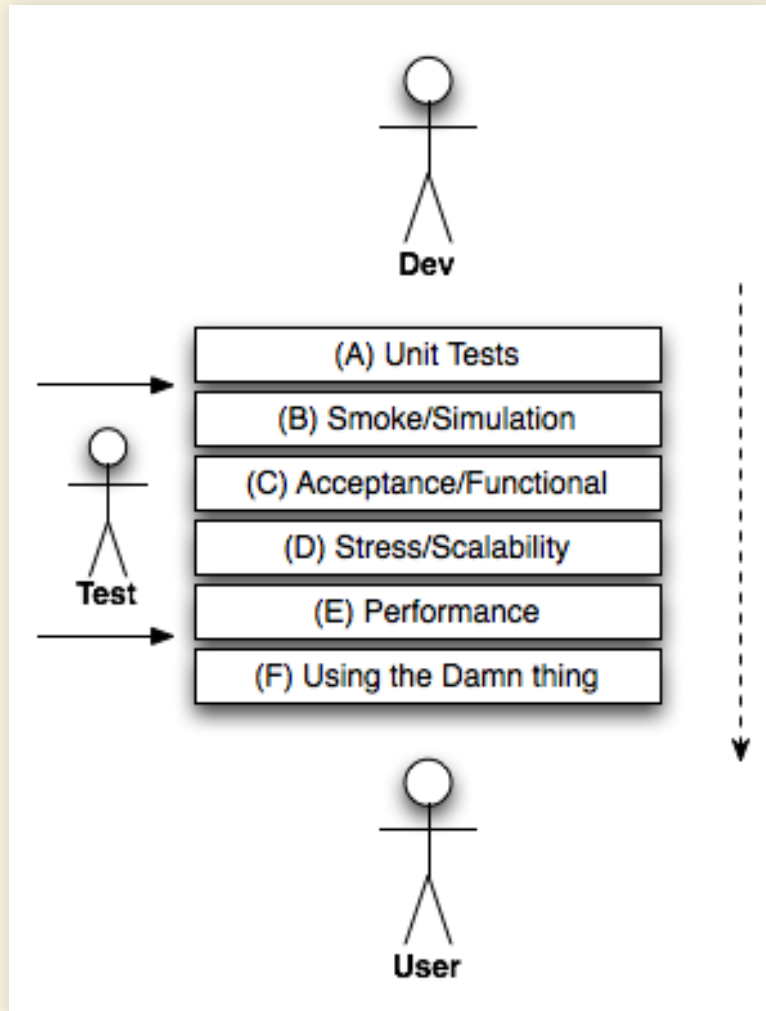 Dev
(A) Unit Tests
(B) Smoke/Simulation
(C) Acceptance/Functional
(D) Stress/Scalability
Test
(E) Performance
(F) Using the Damn thing
User